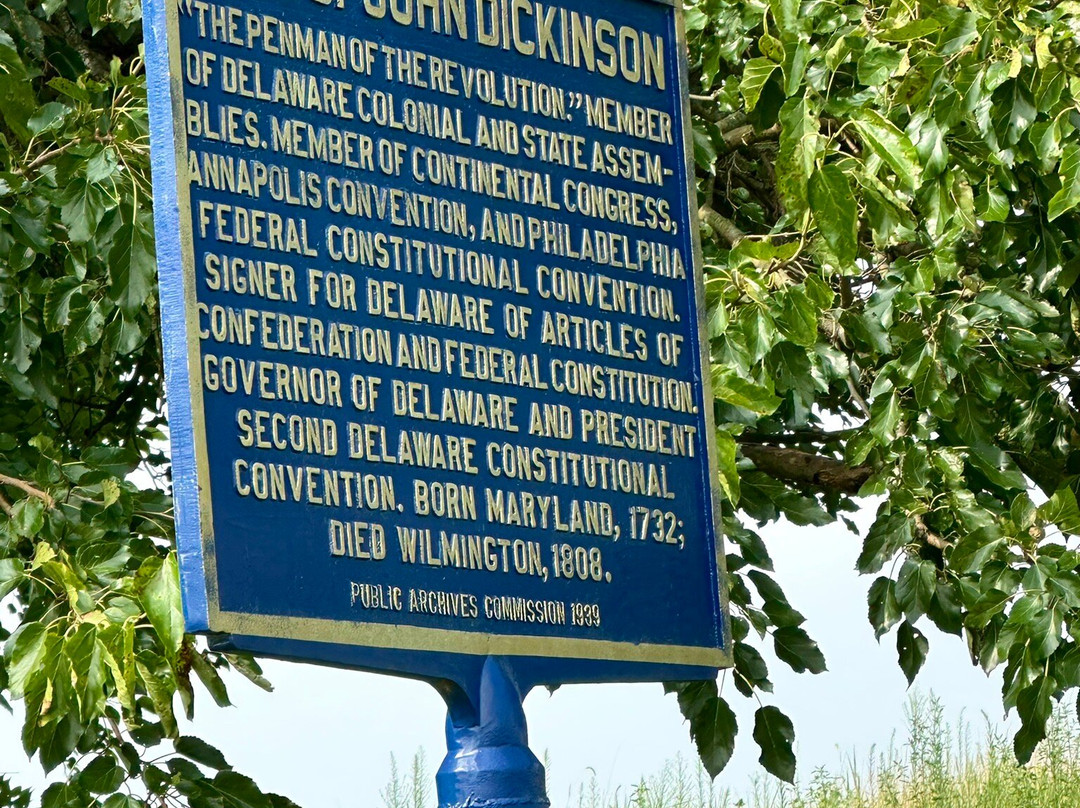 JOHN DICKINSON
"THE PENMAN OF THE REVOLUTION." MEMBER
OF DELAWARE COLONIAL AND STATE ASSEM-
BLIES. MEMBER OF CONTINENTAL CONGRESS,
ANNAPOLIS CONVENTION, AND PHILADELPHIA
FEDERAL CONSTITUTIONAL CONVENTION.
SIGNER FOR DELAWARE OF ARTICLES OF
CONFEDERATION AND FEDERAL CONSTITUTION.
GOVERNOR OF DELAWARE AND PRESIDENT
SECOND DELAWARE CONSTITUTIONAL
CONVENTION. BORN MARYLAND, 1732;
DIED WILMINGTON, 1808.
PUBLIC ARCHIVES COMMISSION 1939